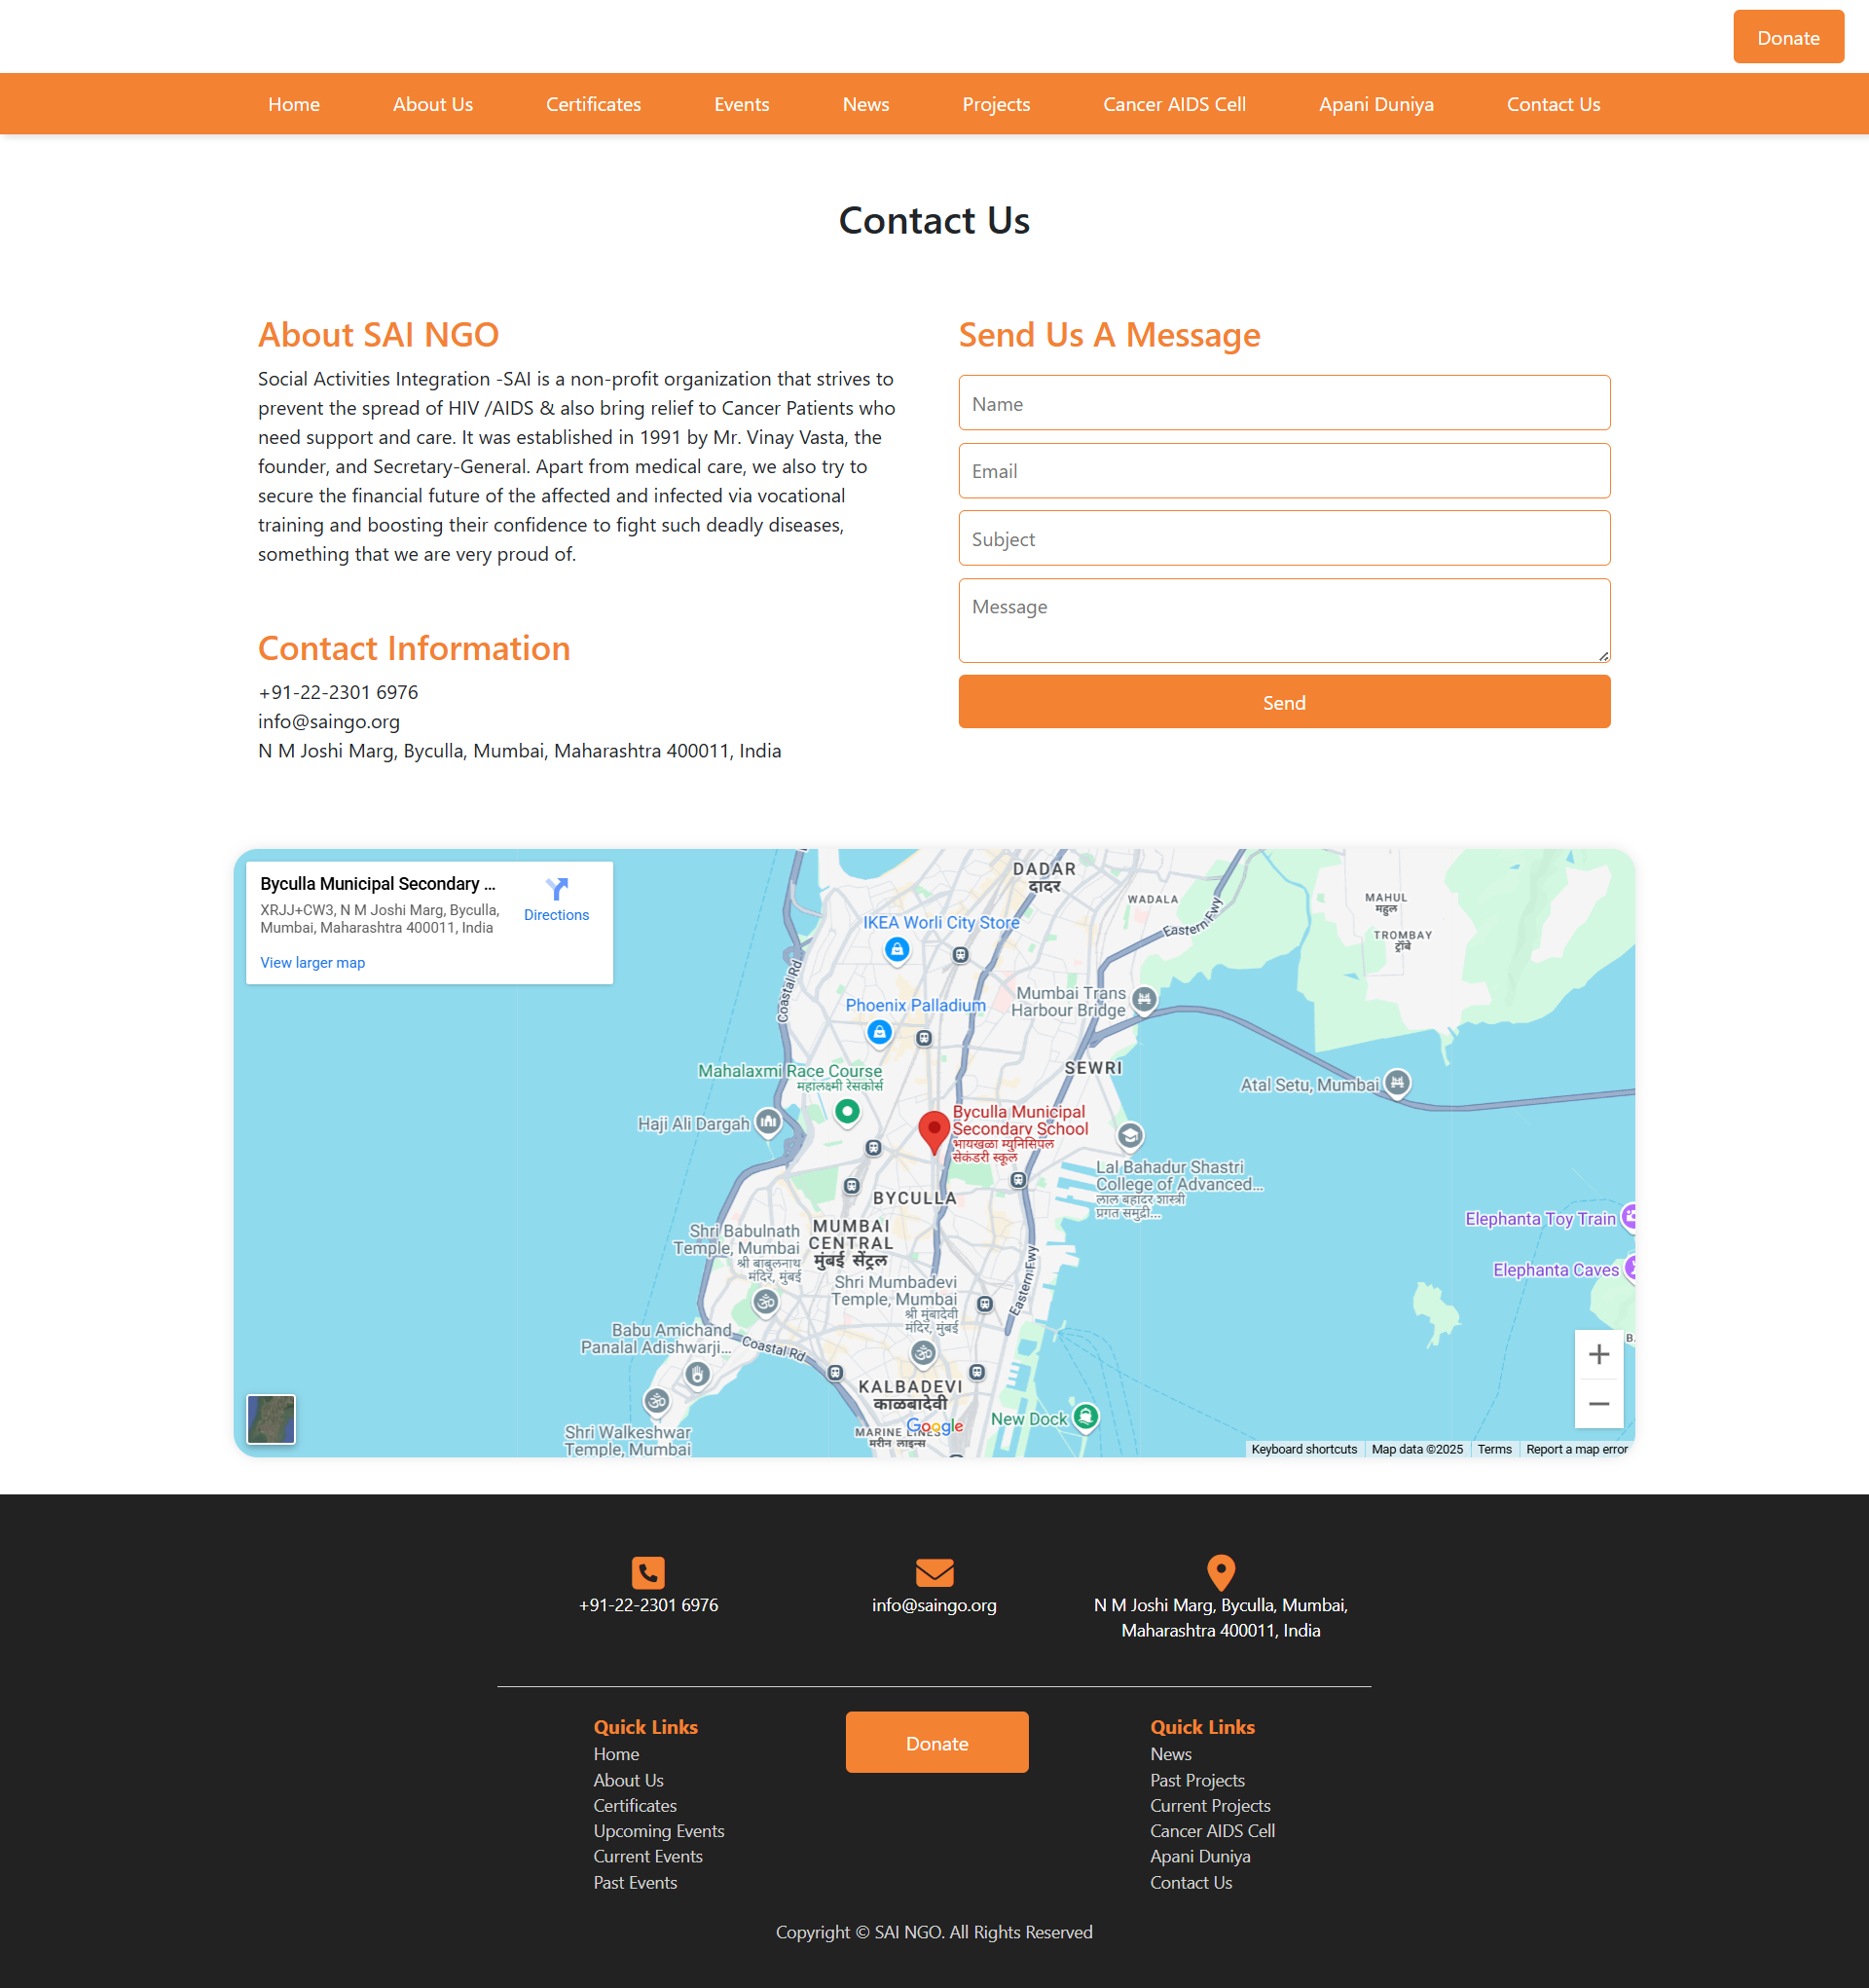 Donate
Home
About Us
Certificates
Events
News
Projects
Cancer AIDS Cell
Apani Duniya
Contact Us
Contact Us
About SAI NGO
Social Activities Integration -SAI is a non-profit organization that strives to
prevent the spread of HIV /AIDS & also bring relief to Cancer Patients who
need support and care. It was established in 1991 by Mr. Vinay Vasta, the
founder, and Secretary-General. Apart from medical care, we also try to
secure the financial future of the affected and infected via vocational
training and boosting their confidence to fight such deadly diseases,
something that we are very proud of.
Contact Information
+91-22-2301 6976
info@saingo.org
N M Joshi Marg, Byculla, Mumbai, Maharashtra 400011, India
Send Us A Message
Name
Email
Subject
Message
Send
Byculla Municipal Secondary ...
XRJJ+CW3, N M Joshi Marg, Byculla,
Mumbai, Maharashtra 400011, India
Directions
View larger map
DADAR
दादर
WADALA
Eastern Fwy
MAHUL
महुल
TROMBAY
ट्रॉंबे
IKEA Worli City Store
Coastal Rd
Phoenix Palladium
Mumbai Trans
Harbour Bridge
SEWRI
Mahalaxmi Race Course
महालक्ष्मी रेसकोर्स
Atal Setu, Mumbai
Haji Ali Dargah
Byculla Municipal
Secondary School
भायखळा म्युनिसिपल
सेकंडरी स्कूल
Lal Bahadur Shastri
College of Advanced...
लाल बहादूर शास्त्री
प्रगत समुद्री...
BYCULLA
Elephanta Toy Train
MUMBAI
CENTRAL
मुंबई सेंट्रल
Shri Babulnath
Temple, Mumbai
श्री बाबुलनाथ
मंदिर, मुंबई
Elephanta Caves
Shri Mumbadevi
Temple, Mumbai
श्री मुंबादेवी
मंदिर, मुंबई
Eastern Fwy
Babu Amichand
Panalal Adishwarji...
Coastal Rd
B.
KALBADEVI
काळबादेवी
New Dock
Google
MARINE LINES
मरीन लाइन्स
Shri Walkeshwar
Temple, Mumbai
Keyboard shortcuts
Map data ©2025
Terms
Report a map error
+91-22-2301 6976
info@saingo.org
N M Joshi Marg, Byculla, Mumbai,
Maharashtra 400011, India
Quick Links
Home
About Us
Certificates
Upcoming Events
Current Events
Past Events
Donate
Quick Links
News
Past Projects
Current Projects
Cancer AIDS Cell
Apani Duniya
Contact Us
Copyright © SAI NGO. All Rights Reserved